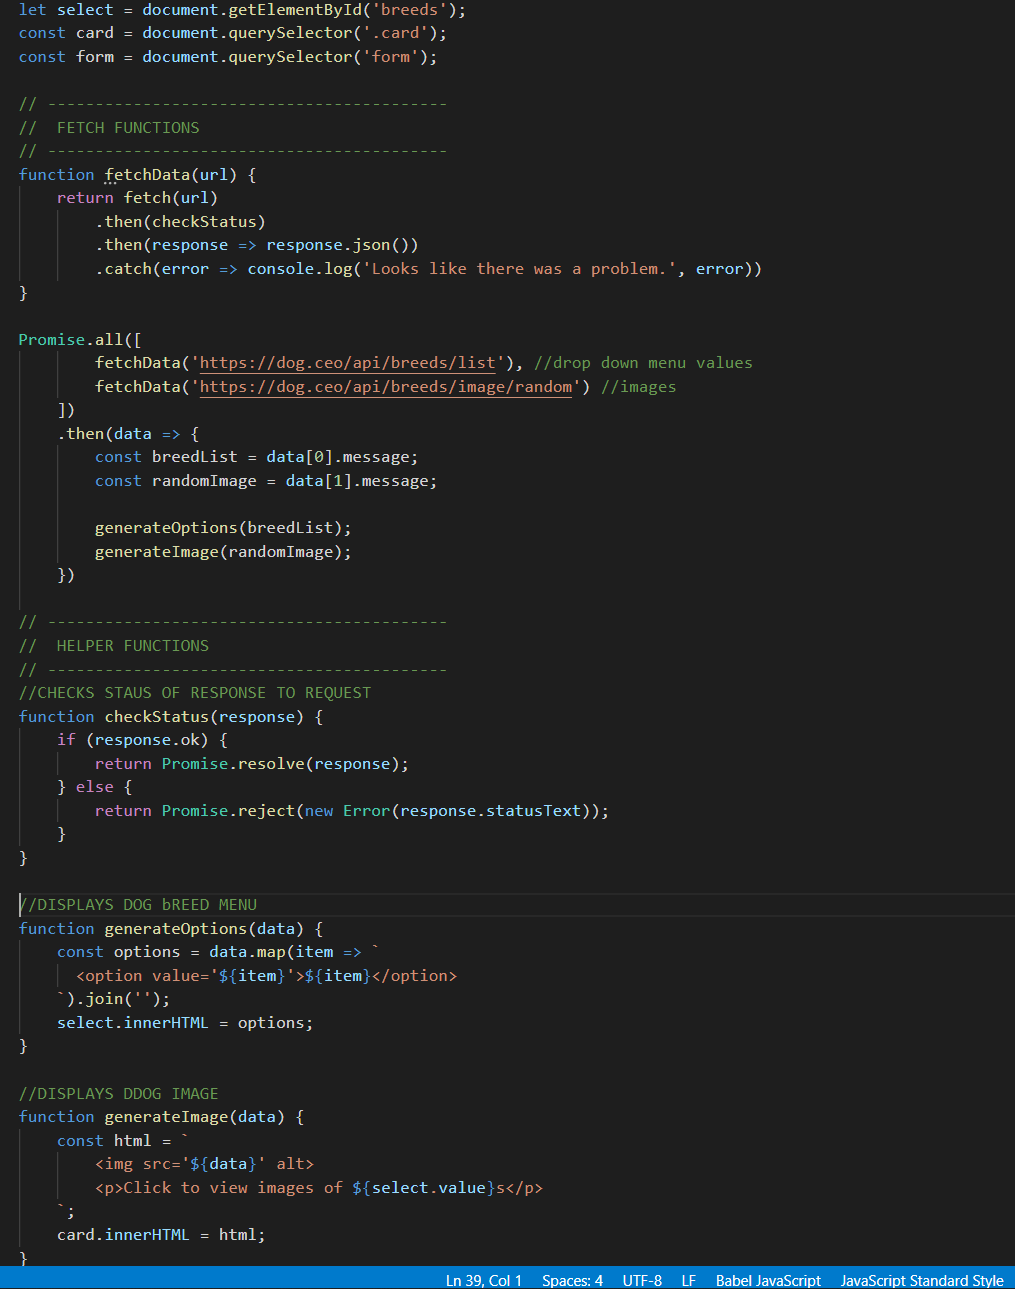 let select = document.getElementById('breeds');
const card = document.querySelector('.card');
const form = document.querySelector('form');
// ------------------------------------------
//  FETCH FUNCTIONS
// ------------------------------------------
function fetchData(url) {
    return fetch(url)
        .then(checkStatus)
        .then(response => response.json())
        .catch(error => console.log('Looks like there was a problem.', error))
}
Promise.all([
        fetchData('https://dog.ceo/api/breeds/list'), //drop down menu values
        fetchData('https://dog.ceo/api/breeds/image/random') //images
    ])
    .then(data => {
        const breedList = data[0].message;
        const randomImage = data[1].message;
        generateOptions(breedList);
        generateImage(randomImage);
    })
// ------------------------------------------
//  HELPER FUNCTIONS
// ------------------------------------------
//CHECKS STAUS OF RESPONSE TO REQUEST
function checkStatus(response) {
    if (response.ok) {
        return Promise.resolve(response);
    } else {
        return Promise.reject(new Error(response.statusText));
    }
}
//DISPLAYS DOG bREED MENU
function generateOptions(data) {
    const options = data.map(item => `
      <option value='${item}'>${item}</option>
    `).join('');
    select.innerHTML = options;
}
//DISPLAYS DDOG IMAGE
function generateImage(data) {
    const html = `
        <img src='${data}' alt>
        <p>Click to view images of ${select.value}s</p>
    `;
    card.innerHTML = html;
}
Ln 39, Col 1 Spaces: 4 UTF-8 LF Babel JavaScript JavaScript Standard Style